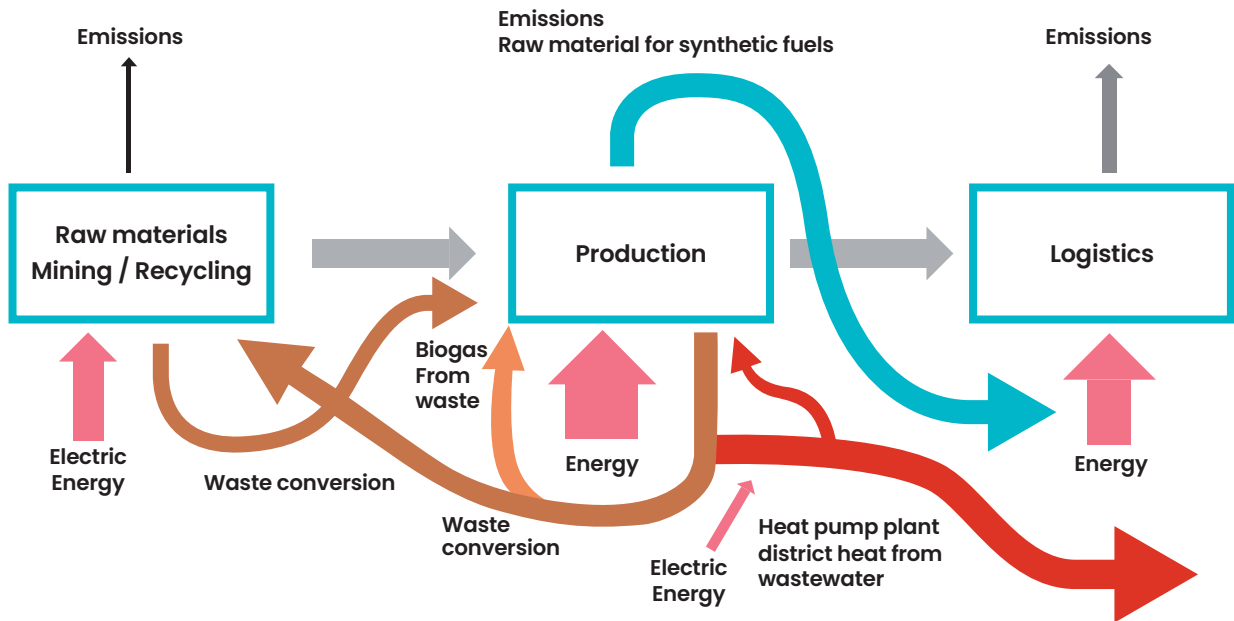 Emissions
Emissions
Raw material for synthetic fuels
Emissions
Raw materials
Mining / Recycling
Production
Logistics
Biogas
From
waste
Electric
Energy
Waste conversion
Energy
Energy
Waste
conversion
Electric
Energy
Heat pump plant
district heat from
wastewater